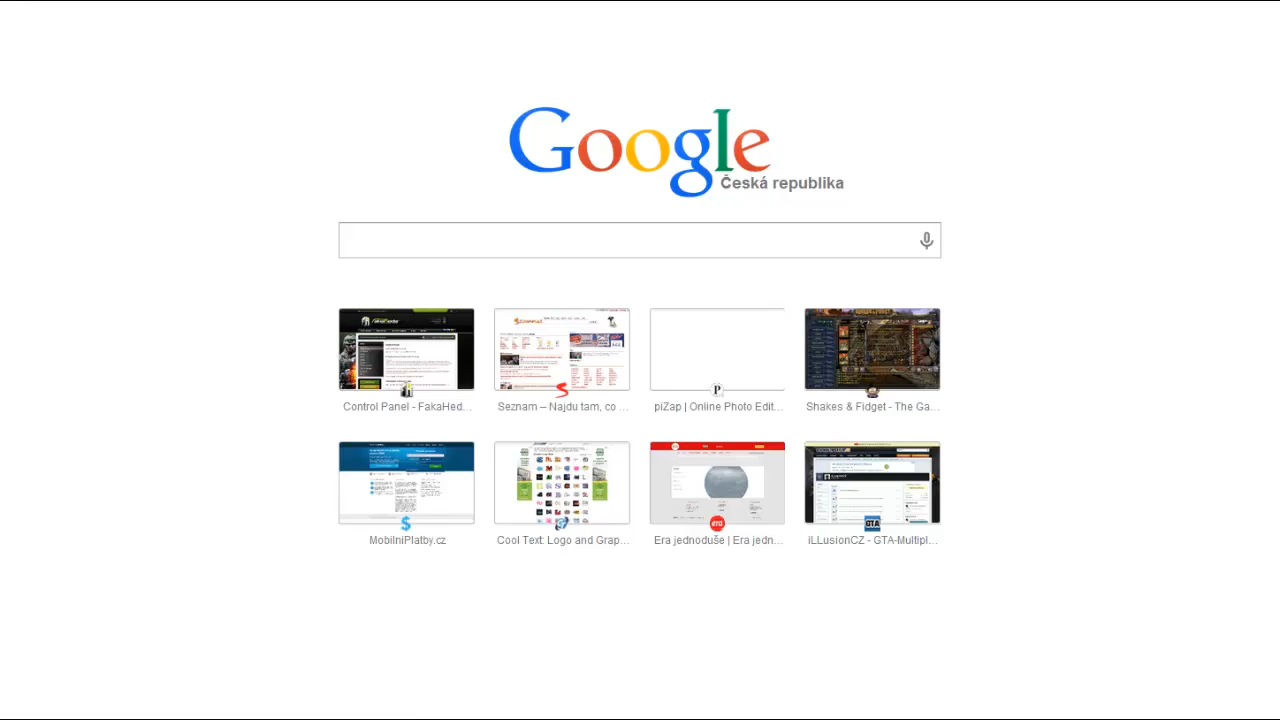 Google
Česká republika
Control Panel - FakaHed...
Seznam – Najdu tam, co ...
piZap | Online Photo Edit...
Shakes & Fidget - The Ga...
MobilniPlatby.cz
Cool Text: Logo and Grap...
Era jednoduše | Era jedn...
iLLusionCZ - GTA-Multipl...